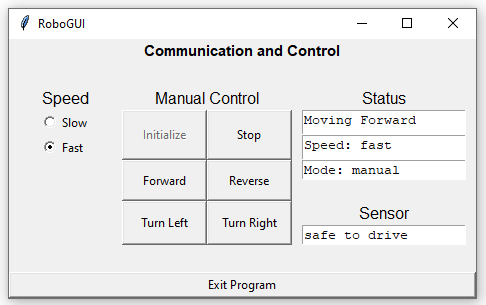 RoboGUI
Communication and Control
Speed
Slow
Fast
Manual Control
Initialize
Stop
Forward
Reverse
Turn Left
Turn Right
Status
Moving Forward
Speed: fast
Mode: manual
Sensor
safe to drive
Exit Program